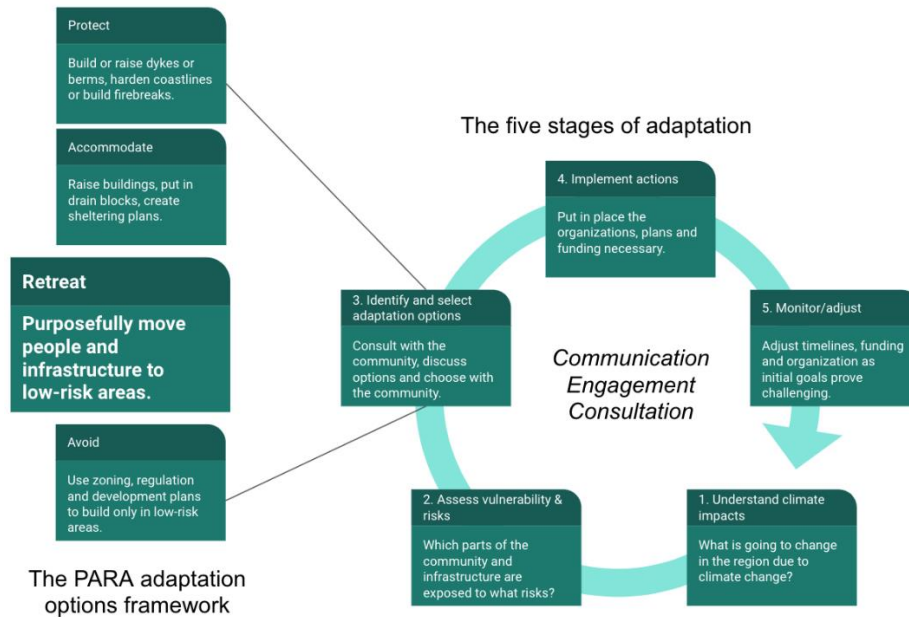 Protect
Build or raise dykes or
berms, harden coastlines
or build firebreaks.
Accommodate
Raise buildings, put in
drain blocks, create
sheltering plans.
Retreat
Purposefully move
people and
infrastructure to
low-risk areas.
Avoid
Use zoning, regulation
and development plans
to build only in low-risk
areas.
The PARA adaptation
options framework
The five stages of adaptation
4. Implement actions
Put in place the
organizations, plans and
funding necessary.
3. Identify and select
adaptation options
Consult with the
community, discuss
options and choose with
the community.
5. Monitor/adjust
Adjust timelines, funding
and organization as
initial goals prove
challenging.
Communication
Engagement
Consultation
2. Assess vulnerability &
risks
Which parts of the
community and
infrastructure are
exposed to what risks?
1. Understand climate
impacts
What is going to change
in the region due to
climate change?